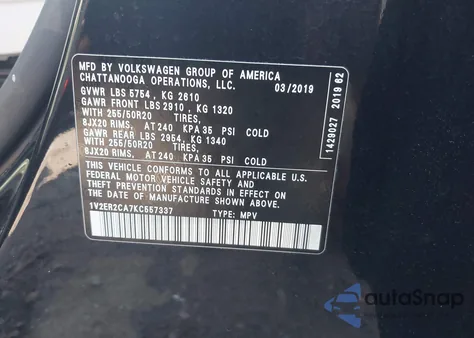 MFD BY VOLKSWAGEN GROUP OF AMERICA
CHATTANOOGA OPERATIONS, LLC. 03/2019
GVWR LBS 5754 , KG 2610
GAWR FRONT LBS 2910 , KG 1320
WITH 255/50R20 TIRES,
8JX20 RIMS, AT 240 KPA 35 PSI COLD
GAWR REAR LBS 2954 , KG 1340
WITH 255/50R20 TIRES,
8JX20 RIMS, AT 240 KPA 35 PSI COLD
THIS VEHICLE CONFORMS TO ALL APPLICABLE U.S.
FEDERAL MOTOR VEHICLE SAFETY AND
THEFT PREVENTION STANDARDS IN EFFECT ON
THE DATE OF MANUFACTURE SHOWN ABOVE.
1V2ER2CA7KC557337 TYPE: MPV
1429027 2019 62
autoSnap